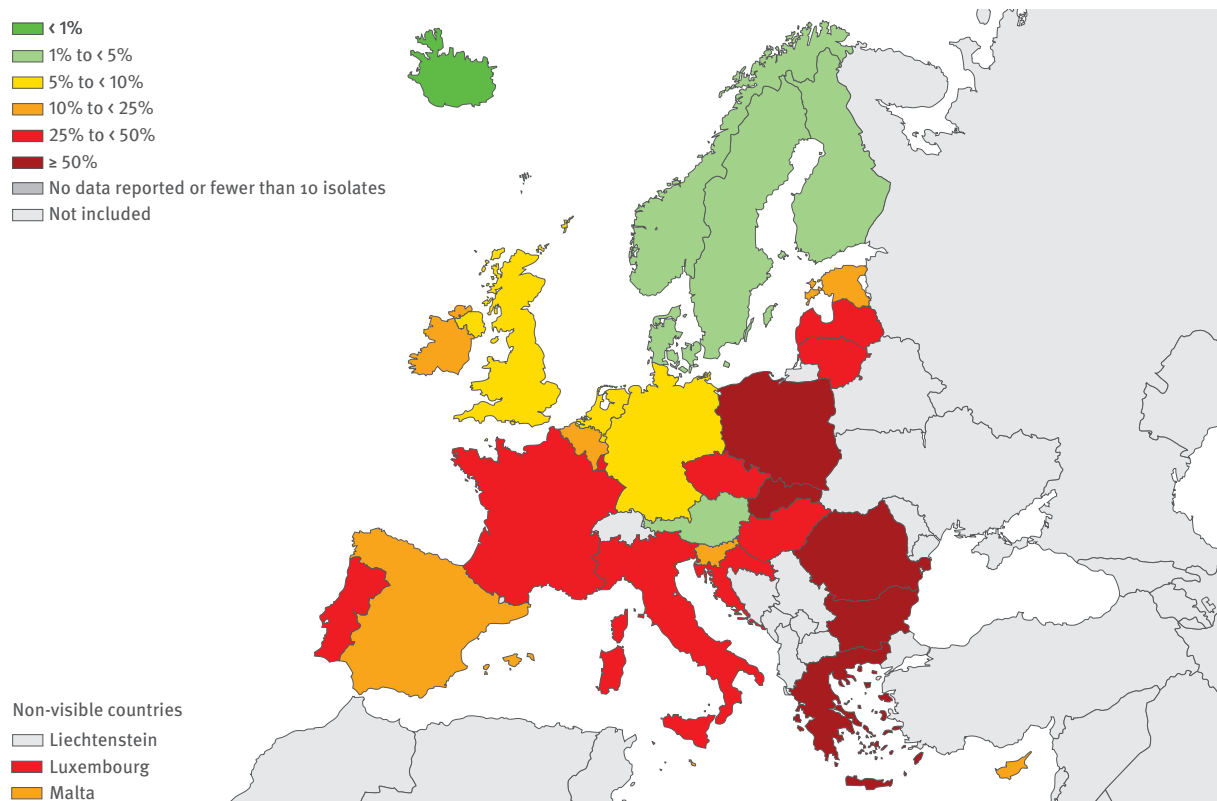 < 1%
1% to < 5%
5% to < 10%
10% to < 25%
25% to < 50%
≥ 50%
No data reported or fewer than 10 isolates
Not included
Non-visible countries
Liechtenstein
Luxembourg
Malta